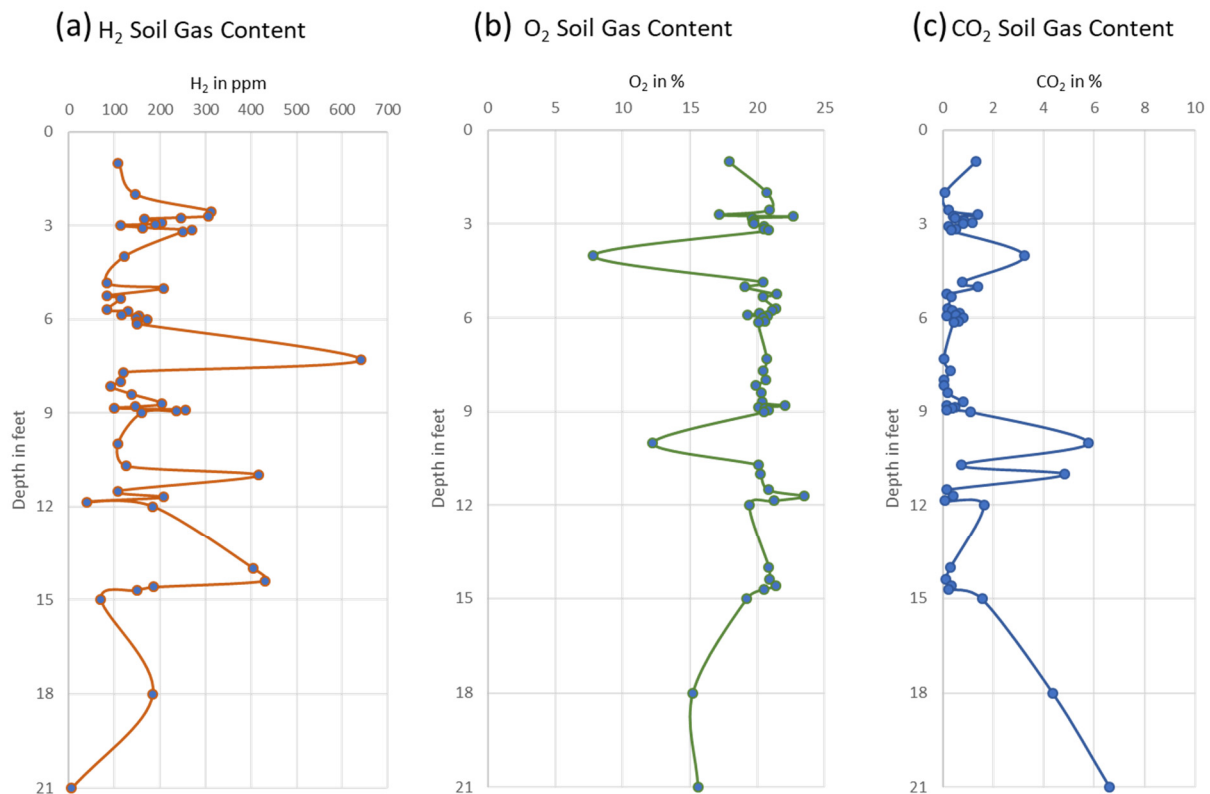 (a) H₂ Soil Gas Content
H₂ in ppm
0 100 200 300 400 500 600 700
0
3
6
9
12
15
18
21
Depth in feet
(b) O₂ Soil Gas Content
O₂ in %
0 5 10 15 20 25
0
3
6
9
12
15
18
21
Depth in feet
(c) CO₂ Soil Gas Content
CO₂ in %
0 2 4 6 8 10
0
3
6
9
12
15
18
21
Depth in feet